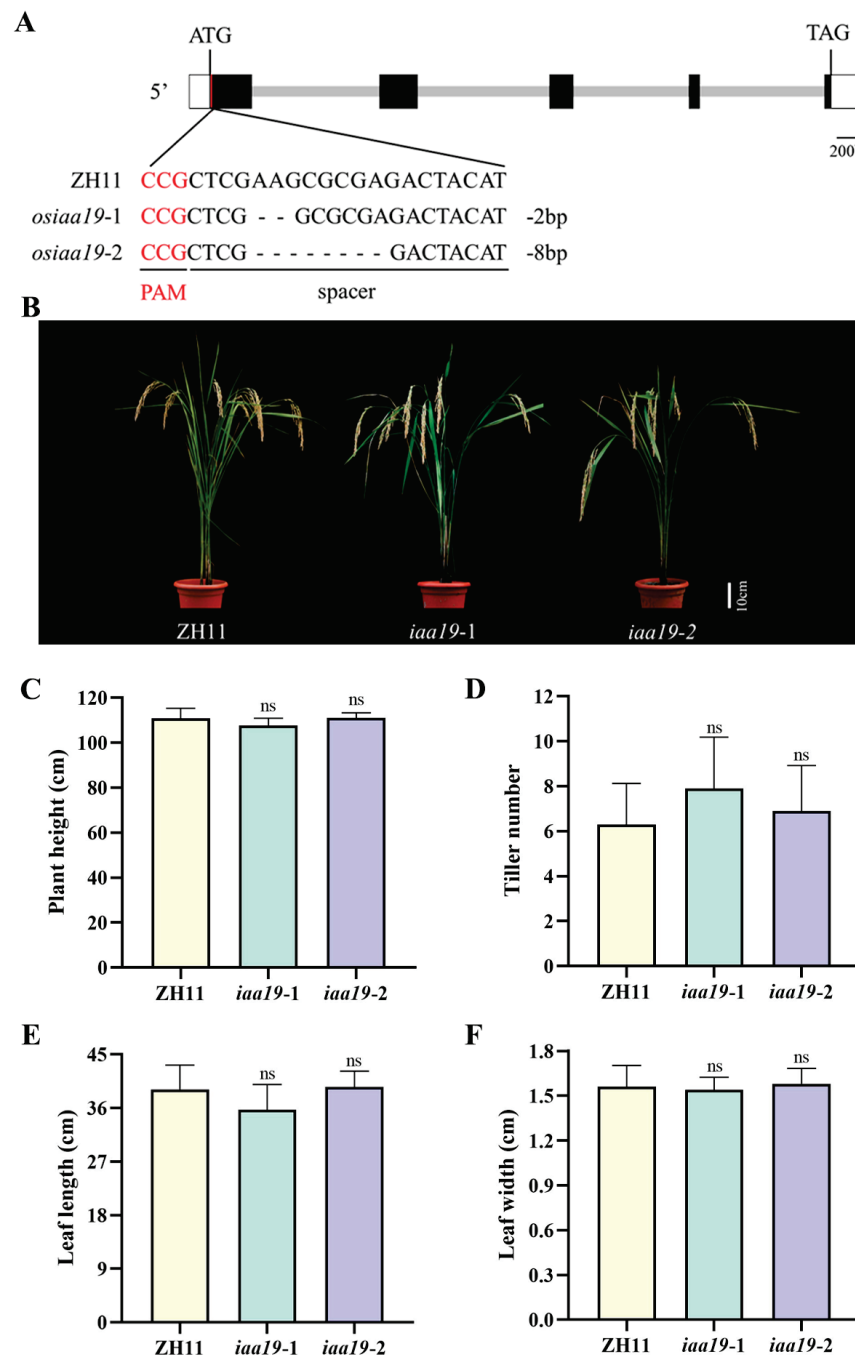 A
ATG
TAG
5’
200
ZH11 CCGCTCGAAGCGCGAGACTACAT
osiaa19-1 CCGCTCG - - GCGCGAGACTACAT -2bp
osiaa19-2 CCGCTCG - - - - - - - - GACTACAT -8bp
PAM spacer
B
10cm
ZH11 iaa19-1 iaa19-2
C
Plant height (cm)
120
100
80
60
40
20
0
ns ns
ZH11 iaa19-1 iaa19-2
D
Tiller number
12
10
8
6
4
2
0
ns ns
ZH11 iaa19-1 iaa19-2
E
Leaf length (cm)
45
36
27
18
9
0
ns ns
ZH11 iaa19-1 iaa19-2
F
Leaf width (cm)
1.8
1.5
1.2
0.9
0.6
0.3
0.0
ns ns
ZH11 iaa19-1 iaa19-2